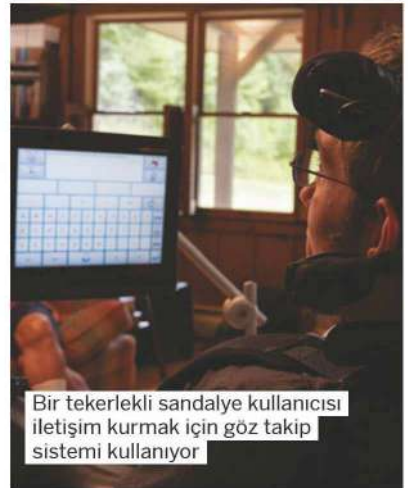 Bir tekerlekli sandalye kullanıcısı
iletişim kurmak için göz takip
sistemi kullanıyor